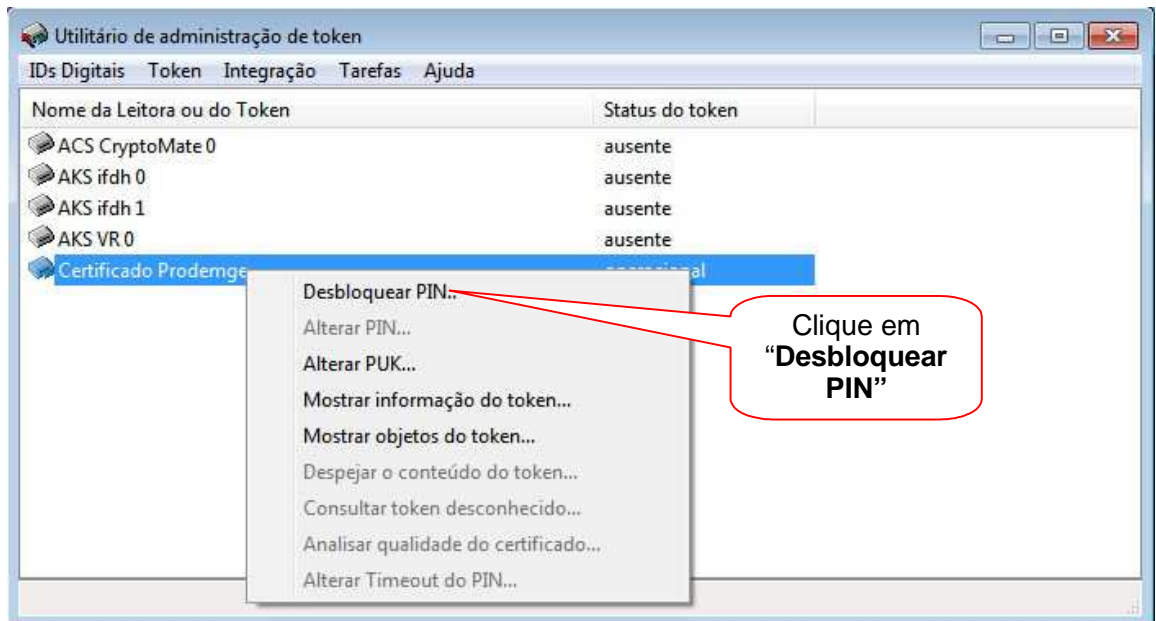 Utilitário de administração de token
IDs Digitais Token Integração Tarefas Ajuda
Nome da Leitora ou do Token Status do token
ACS CryptoMate 0 ausente
AKS ifdh 0 ausente
AKS ifdh 1 ausente
AKS VR 0 ausente
Certificado Prodemge operacional
Desbloquear PIN...
Alterar PIN...
Alterar PUK...
Mostrar informação do token...
Mostrar objetos do token...
Despejar o conteúdo do token...
Consultar token desconhecido...
Analisar qualidade do certificado...
Alterar Timeout do PIN...
Clique em
“Desbloquear
PIN”